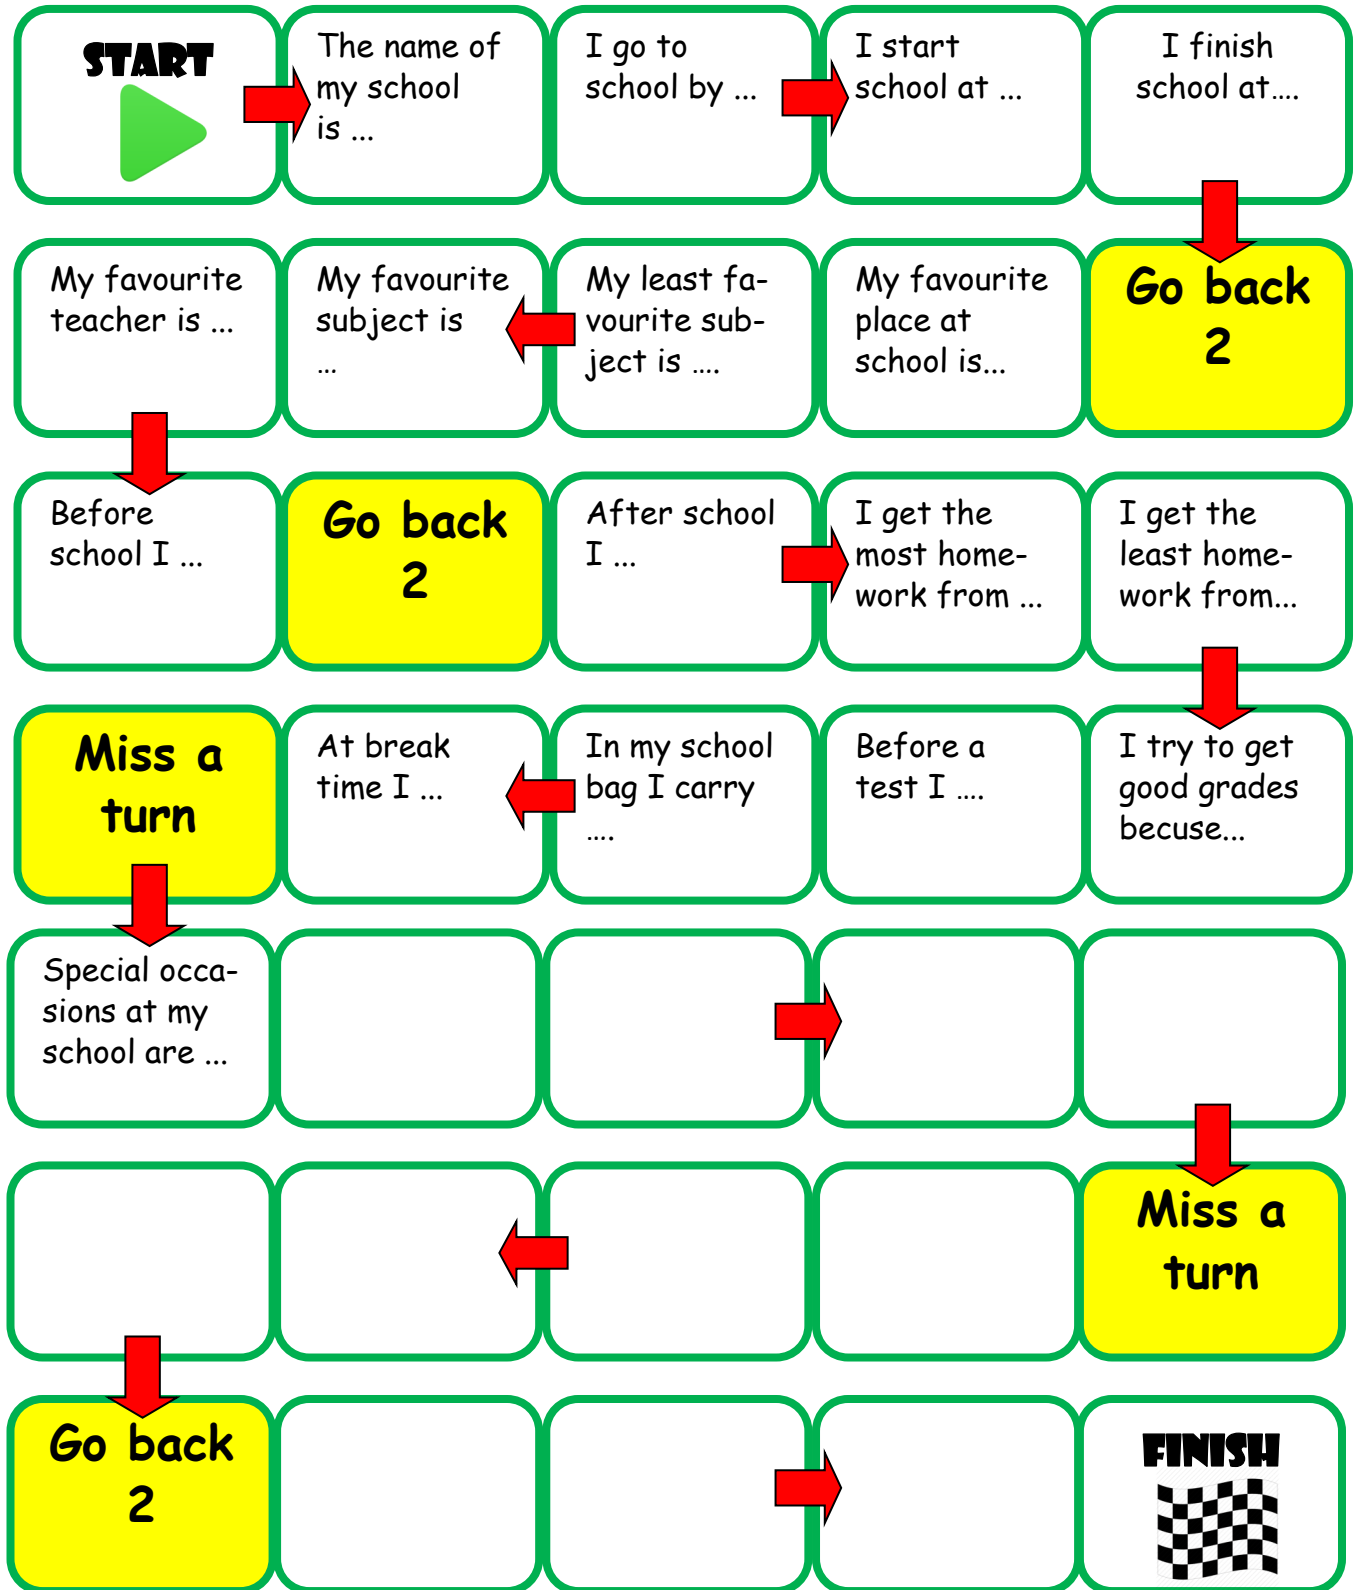 START
The name of
my school
is ...
I go to
school by ...
I start
school at ...
I finish
school at....
My favourite
teacher is ...
My favourite
subject is
...
My least fa-
vourite sub-
ject is ....
My favourite
place at
school is...
Go back
2
Before
school I ...
Go back
2
After school
I ...
I get the
most home-
work from ...
I get the
least home-
work from...
Miss a
turn
At break
time I ...
In my school
bag I carry
....
Before a
test I ....
I try to get
good grades
becuse...
Special occa-
sions at my
school are ...
Miss a
turn
Go back
2
FINISH